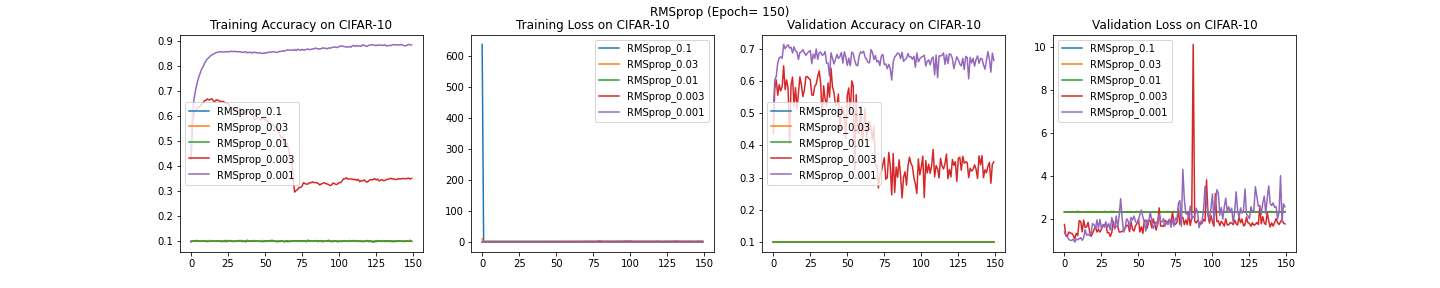 RMSprop (Epoch= 150)
Training Accuracy on CIFAR-10
0.9
0.8
0.7
0.6
0.5
0.4
0.3
0.2
0.1
0
25
50
75
100
125
150
RMSprop_0.1
RMSprop_0.03
RMSprop_0.01
RMSprop_0.003
RMSprop_0.001
Training Loss on CIFAR-10
600
500
400
300
200
100
0
0
25
50
75
100
125
150
RMSprop_0.1
RMSprop_0.03
RMSprop_0.01
RMSprop_0.003
RMSprop_0.001
Validation Accuracy on CIFAR-10
0.7
0.6
0.5
0.4
0.3
0.2
0.1
0
25
50
75
100
125
150
RMSprop_0.1
RMSprop_0.03
RMSprop_0.01
RMSprop_0.003
RMSprop_0.001
Validation Loss on CIFAR-10
10
8
6
4
2
0
25
50
75
100
125
150
RMSprop_0.1
RMSprop_0.03
RMSprop_0.01
RMSprop_0.003
RMSprop_0.001